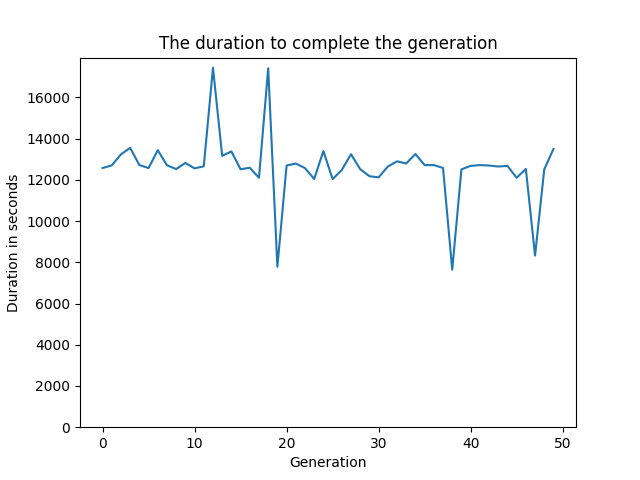 The duration to complete the generation
16000
14000
12000
10000
8000
6000
4000
2000
0
Duration in seconds
0 10 20 30 40 50
Generation